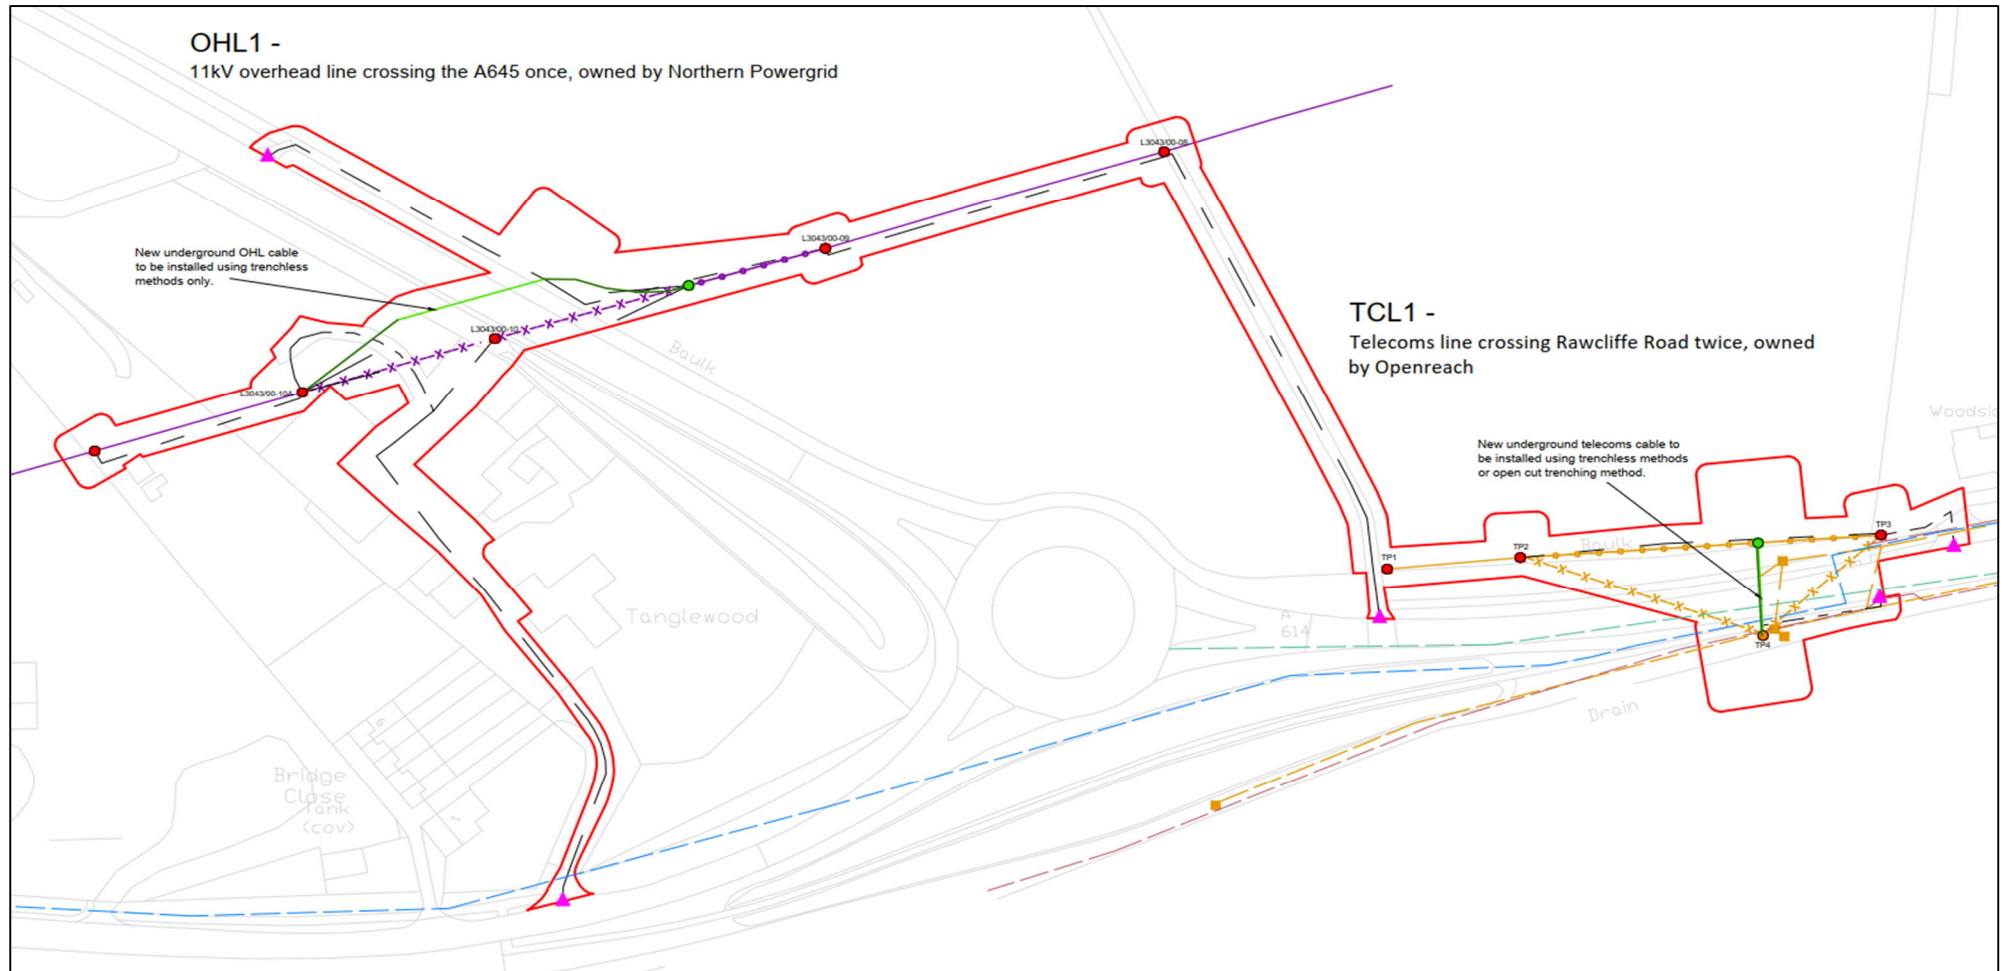 OHL1 -
11kV overhead line crossing the A645 once, owned by Northern Powergrid
L3043/00-08
L3043/00-09
New underground OHL cable
to be installed using trenchless
methods only.
L3043/00-10
L3043/00-10A
Baulk
TCL1 -
Telecoms line crossing Rawcliffe Road twice, owned
by Openreach
Woodsid
New underground telecoms cable to
be installed using trenchless methods
or open cut trenching method.
TP3
Baulk
TP2
TP1
Tanglewood
A
614
TP4
Drain
6
Bridge
Close
Tank
(cov)
1